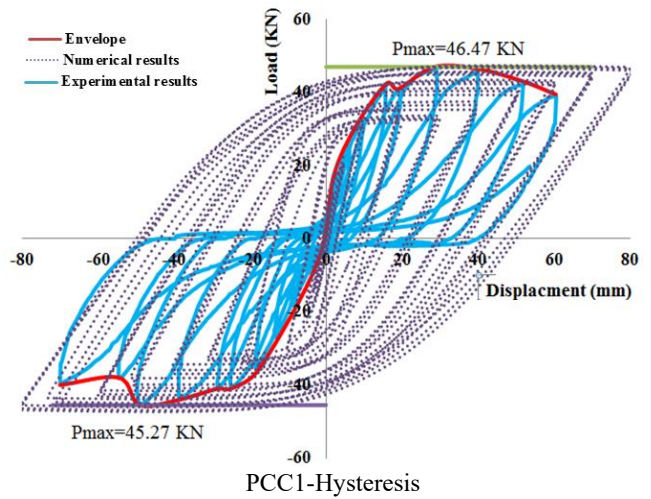 60
Load (KN)
Envelope
Numerical results
Experimental results
Pmax=46.47 KN
40
20
0
-80
-60
-40
-20
0
20
40
60
80
Displacment (mm)
-20
-40
Pmax=45.27 KN
-60
PCC1-Hysteresis